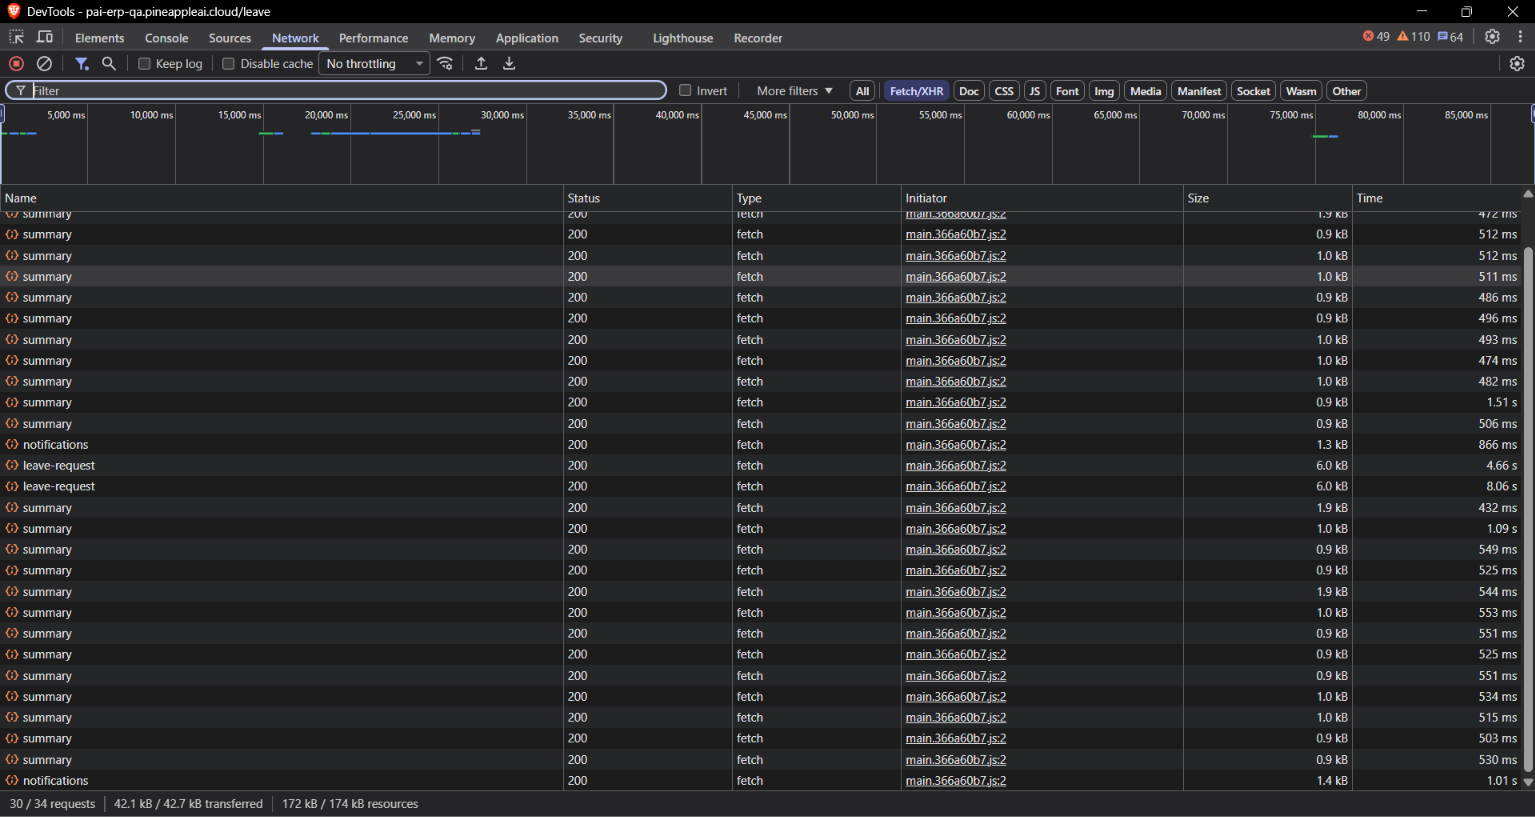 DevTools - pai-erp-qa.pineappleai.cloud/leave
Elements Console Sources Network Performance Memory Application Security Lighthouse Recorder 49 110 64
Keep log Disable cache No throttling
Filter Invert More filters All Fetch/XHR Doc CSS JS Font Img Media Manifest Socket Wasm Other
5,000 ms 10,000 ms 15,000 ms 20,000 ms 25,000 ms 30,000 ms 35,000 ms 40,000 ms 45,000 ms 50,000 ms 55,000 ms 60,000 ms 65,000 ms 70,000 ms 75,000 ms 80,000 ms 85,000 ms
Name Status Type Initiator Size Time
summary 200 fetch main.366a60b7.js:2 1.9 kB 472 ms
summary 200 fetch main.366a60b7.js:2 0.9 kB 512 ms
summary 200 fetch main.366a60b7.js:2 1.0 kB 512 ms
summary 200 fetch main.366a60b7.js:2 1.0 kB 511 ms
summary 200 fetch main.366a60b7.js:2 0.9 kB 486 ms
summary 200 fetch main.366a60b7.js:2 0.9 kB 496 ms
summary 200 fetch main.366a60b7.js:2 1.0 kB 493 ms
summary 200 fetch main.366a60b7.js:2 1.0 kB 474 ms
summary 200 fetch main.366a60b7.js:2 1.0 kB 482 ms
summary 200 fetch main.366a60b7.js:2 0.9 kB 1.51 s
summary 200 fetch main.366a60b7.js:2 0.9 kB 506 ms
notifications 200 fetch main.366a60b7.js:2 1.3 kB 866 ms
leave-request 200 fetch main.366a60b7.js:2 6.0 kB 4.66 s
leave-request 200 fetch main.366a60b7.js:2 6.0 kB 8.06 s
summary 200 fetch main.366a60b7.js:2 1.9 kB 432 ms
summary 200 fetch main.366a60b7.js:2 1.0 kB 1.09 s
summary 200 fetch main.366a60b7.js:2 0.9 kB 549 ms
summary 200 fetch main.366a60b7.js:2 0.9 kB 525 ms
summary 200 fetch main.366a60b7.js:2 1.9 kB 544 ms
summary 200 fetch main.366a60b7.js:2 1.0 kB 553 ms
summary 200 fetch main.366a60b7.js:2 0.9 kB 551 ms
summary 200 fetch main.366a60b7.js:2 0.9 kB 525 ms
summary 200 fetch main.366a60b7.js:2 0.9 kB 551 ms
summary 200 fetch main.366a60b7.js:2 1.0 kB 534 ms
summary 200 fetch main.366a60b7.js:2 1.0 kB 515 ms
summary 200 fetch main.366a60b7.js:2 0.9 kB 503 ms
summary 200 fetch main.366a60b7.js:2 0.9 kB 530 ms
notifications 200 fetch main.366a60b7.js:2 1.4 kB 1.01 s
30 / 34 requests 42.1 kB / 42.7 kB transferred 172 kB / 174 kB resources